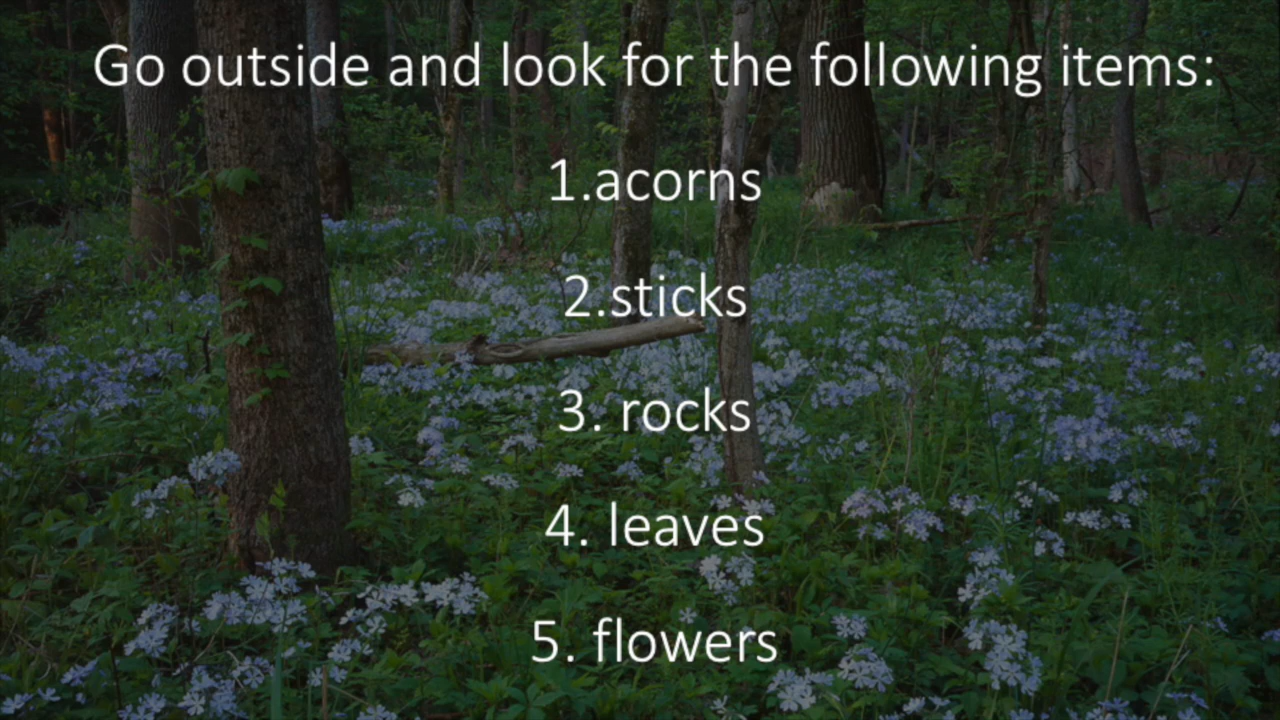 Go outside and look for the following items:
1.acorns
2.sticks
3. rocks
4. leaves
5. flowers